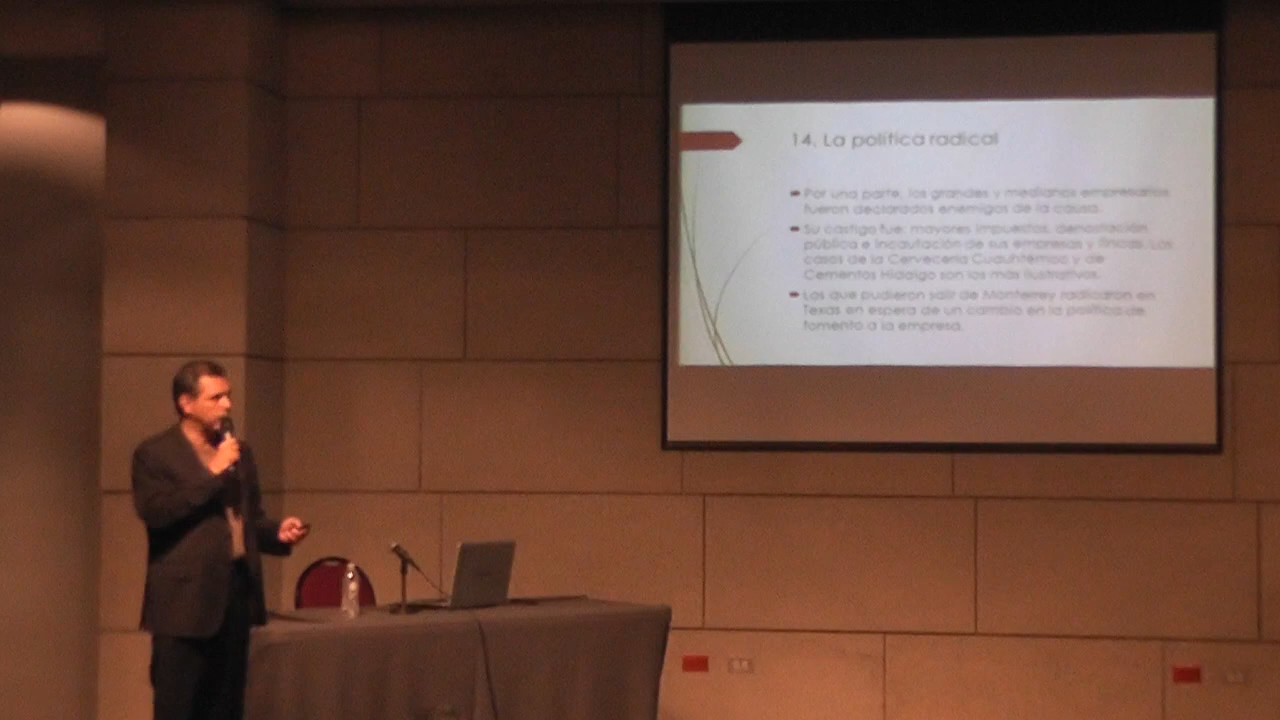 14. La política radical
Por una parte, los grandes y medianos empresarios
fueron declarados enemigos de la causa.
Su castigo fue: mayores impuestos, denostación
pública e incautación de sus empresas y fincas. Los
casos de la Cervecería Cuauhtémoc y de
Cementos Hidalgo son los más ilustrativos.
Los que pudieron salir de Monterrey radicaron en
Texas en espera de un cambio en la política de
fomento a la empresa.